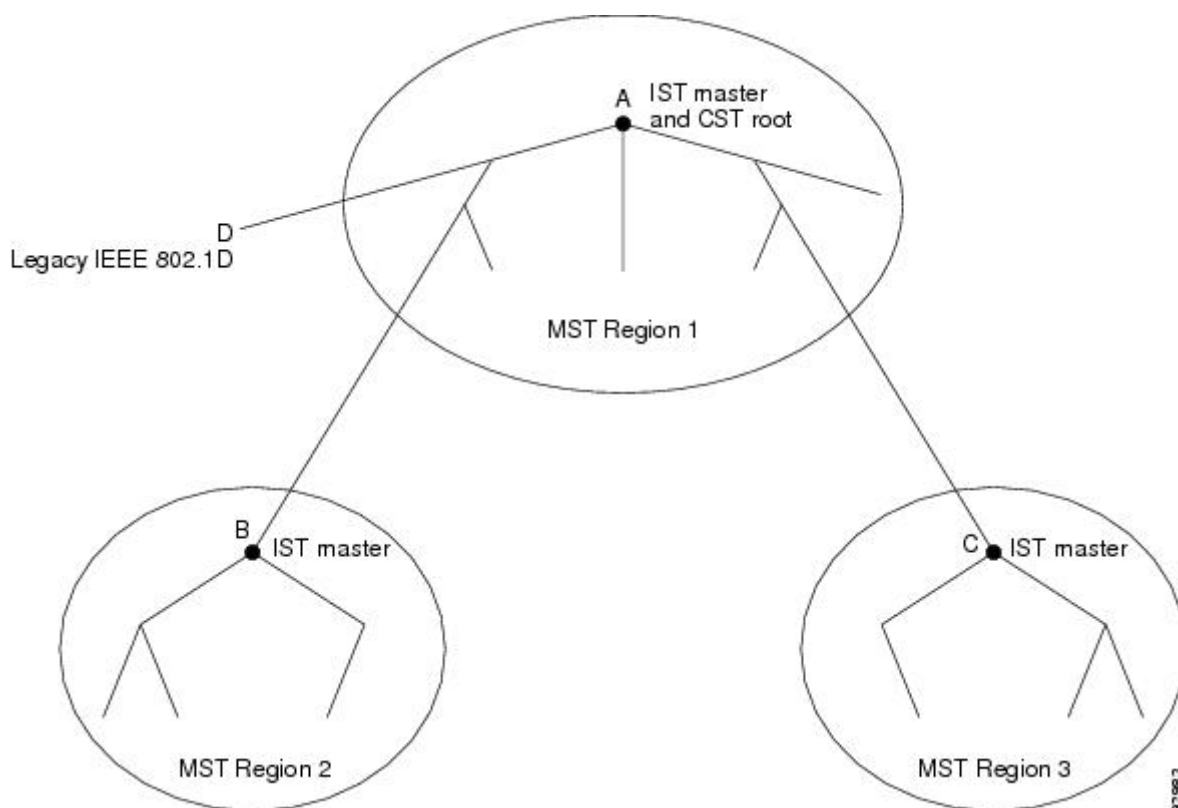 A
IST master
and CST root
D
Legacy IEEE 802.1D
MST Region 1
B
IST master
C
IST master
MST Region 2
MST Region 3